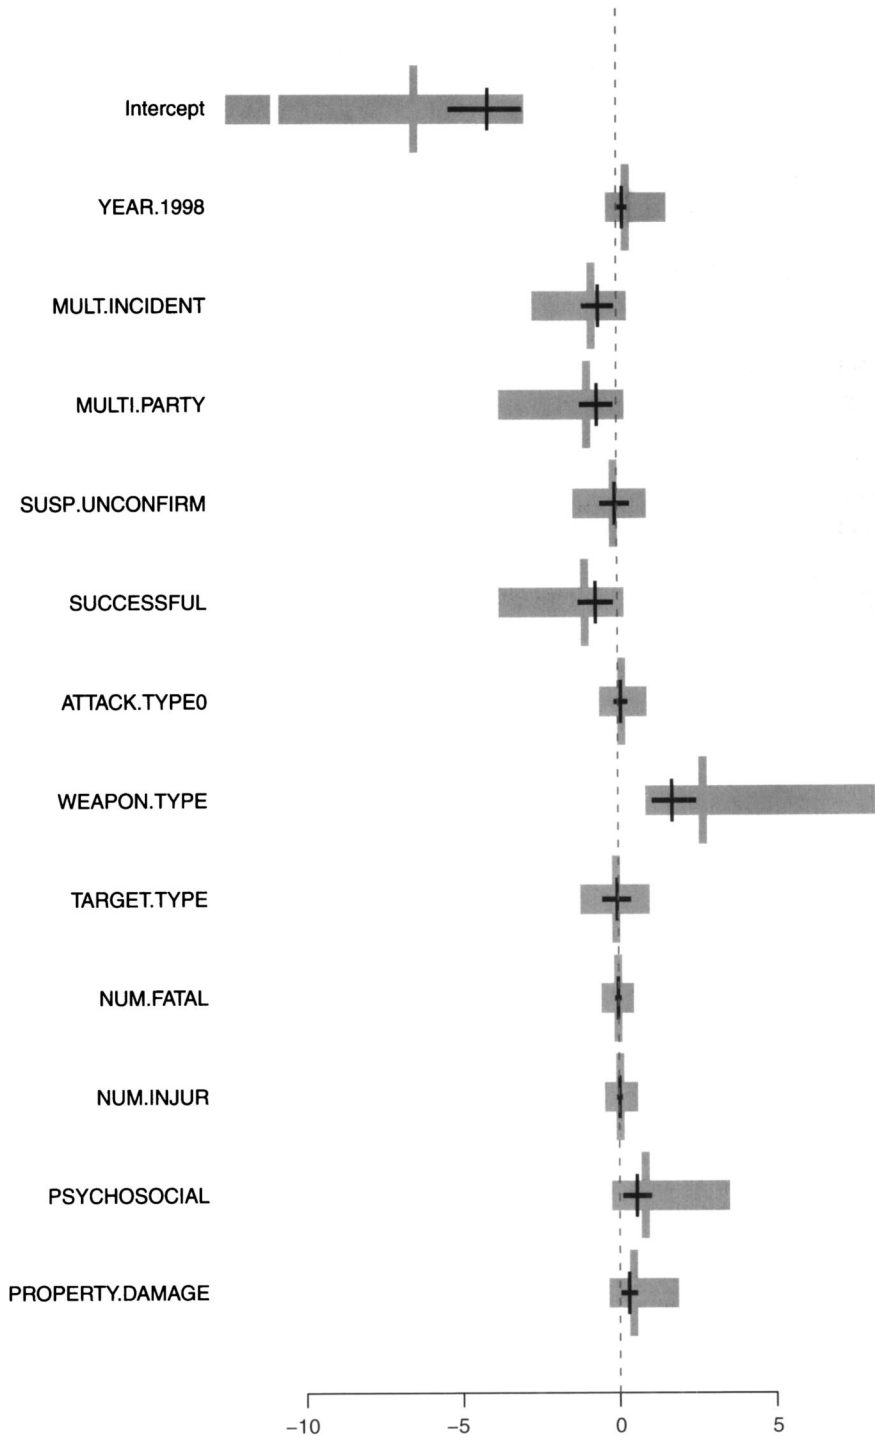 Intercept
YEAR.1998
MULT.INCIDENT
MULTI.PARTY
SUSP.UNCONFIRM
SUCCESSFUL
ATTACK.TYPE0
WEAPON.TYPE
TARGET.TYPE
NUM.FATAL
NUM.INJUR
PSYCHOSOCIAL
PROPERTY.DAMAGE
−10 −5 0 5